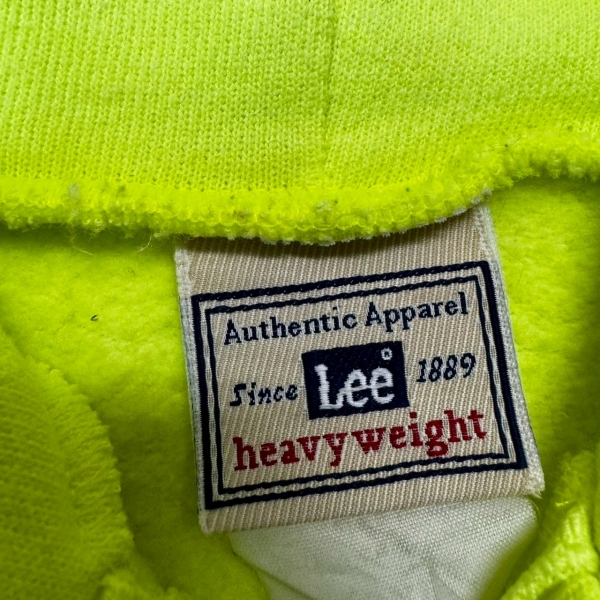 Authentic Apparel
Since Lee® 1889
heavyweight